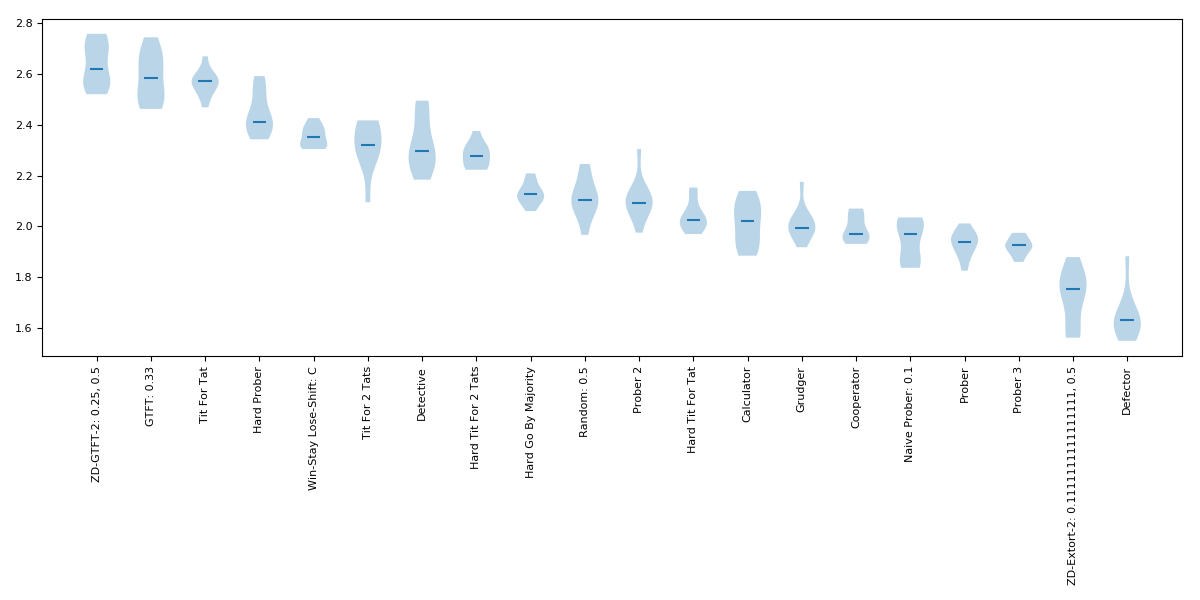 2.8
2.6
2.4
2.2
2.0
1.8
1.6
ZD-GTFT-2: 0.25, 0.5
GTFT: 0.33
Tit For Tat
Hard Prober
Win-Stay Lose-Shift: C
Tit For 2 Tats
Detective
Hard Tit For 2 Tats
Hard Go By Majority
Random: 0.5
Prober 2
Hard Tit For Tat
Calculator
Grudger
Cooperator
Naive Prober: 0.1
Prober
Prober 3
ZD-Extort-2: 0.1111111111111111, 0.5
Defector